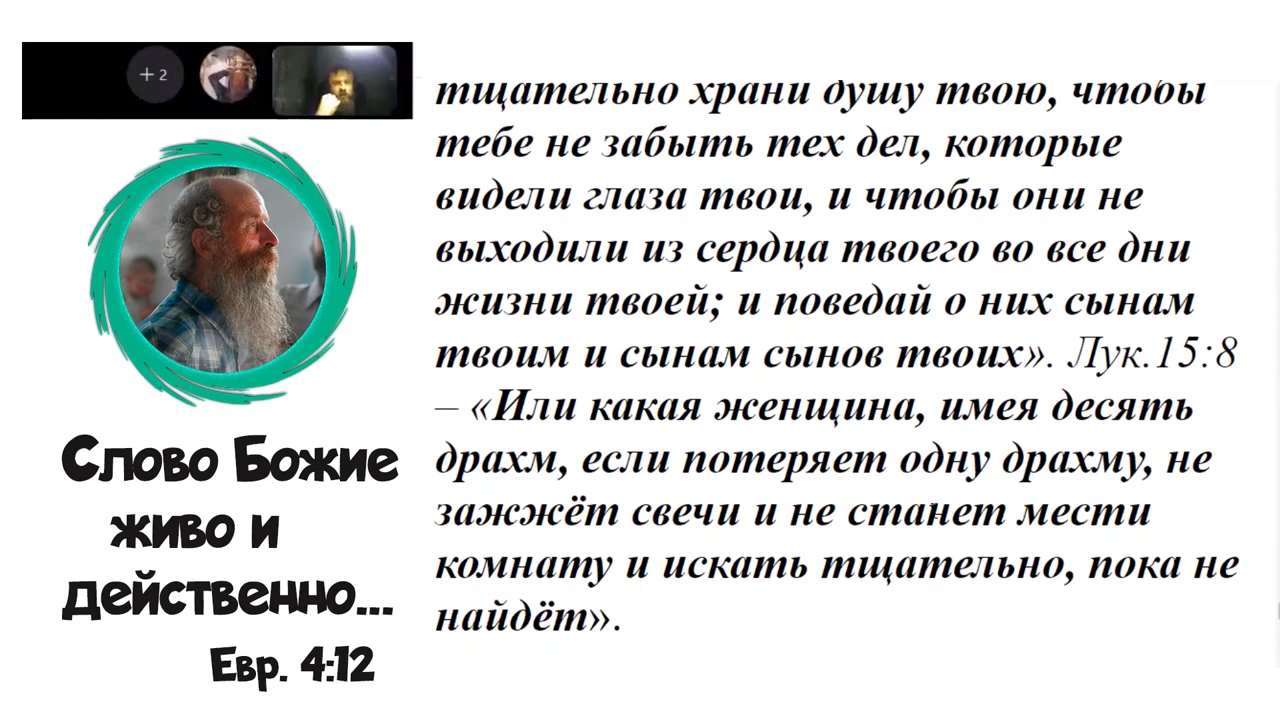 +2
тщательно храни душу твою, чтобы
тебе не забыть тех дел, которые
видели глаза твои, и чтобы они не
выходили из сердца твоего во все дни
жизни твоей; и поведай о них сынам
твоим и сынам сынов твоих». Лук.15:8
– «Или какая женщина, имея десять
драхм, если потеряет одну драхму, не
зажжёт свечи и не станет мести
комнату и искать тщательно, пока не
найдёт».
Слово Божие
живо и
действенно...
Евр. 4:12